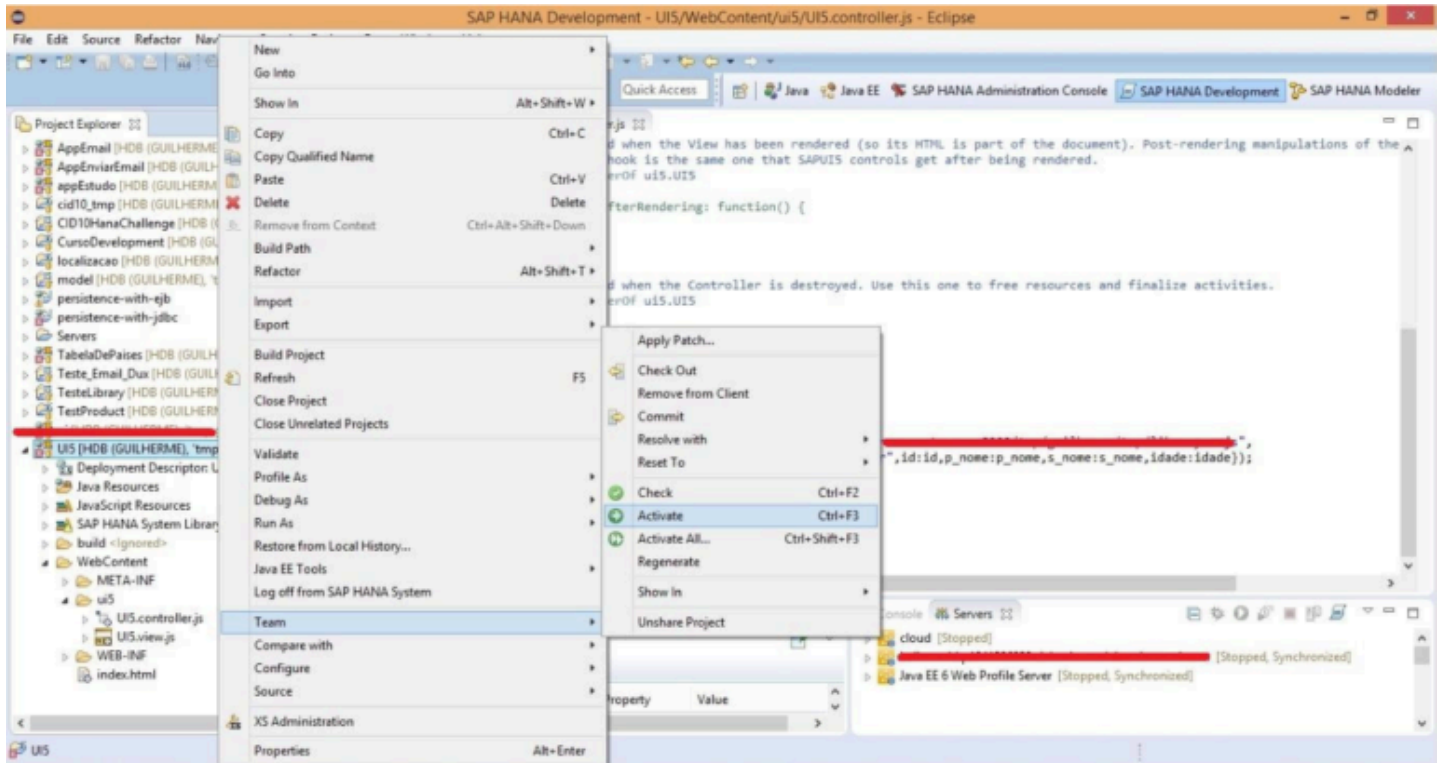 SAP HANA Development - UI5/WebContent/ui5/UI5.controller.js - Eclipse
File Edit Source Refactor
Quick Access
Java
Java EE
SAP HANA Administration Console
SAP HANA Development
SAP HANA Modeler
Project Explorer
AppEmail [HDB (GUILHERME
AppEnviarEmail [HDB (GUILH
appEstudo [HDB (GUILHERM
cid10_tmp [HDB (GUILHERM
CID10HanaChallenge [HDB (
CursoDevelopment [HDB (GU
localizacao [HDB (GUILHERM
model [HDB (GUILHERME), 't
persistence-with-ejb
persistence-with-jdbc
Servers
TabelaDePaises [HDB (GUILH
Teste_Email_Dux [HDB (GUIL
TesteLibrary [HDB (GUILHER
TestProduct [HDB (GUILHER
UI5 [HDB (GUILHERME), 'tmp
Deployment Descriptor: U
Java Resources
JavaScript Resources
SAP HANA System Library
build <ignored>
WebContent
META-INF
ui5
UI5.controller.js
UI5.view.js
WEB-INF
index.html
UI5
New
Go Into
Show In Alt+Shift+W
Copy Ctrl+C
Copy Qualified Name
Paste Ctrl+V
Delete Delete
Remove from Context Ctrl+Alt+Shift+Down
Build Path
Refactor Alt+Shift+T
Import
Export
Build Project
Refresh F5
Close Project
Close Unrelated Projects
Validate
Profile As
Debug As
Run As
Restore from Local History...
Java EE Tools
Log off from SAP HANA System
Team
Compare with
Configure
Source
XS Administration
Properties Alt+Enter
Apply Patch...
Check Out
Remove from Client
Commit
Resolve with
Reset To
Check Ctrl+F2
Activate Ctrl+F3
Activate All... Ctrl+Shift+F3
Regenerate
Show In
Unshare Project
r.js
d when the View has been rendered (so its HTML is part of the document). Post-rendering manipulations of the
hook is the same one that SAPUI5 controls get after being rendered.
erOf ui5.UI5
fterRendering: function() {
d when the Controller is destroyed. Use this one to free resources and finalize activities.
erOf ui5.UI5
",
",id:id,p_nome:p_nome,s_nome:s_nome,idade:idade});
Property Value
Console
Servers
cloud [Stopped]
[Stopped, Synchronized]
Java EE 6 Web Profile Server [Stopped, Synchronized]